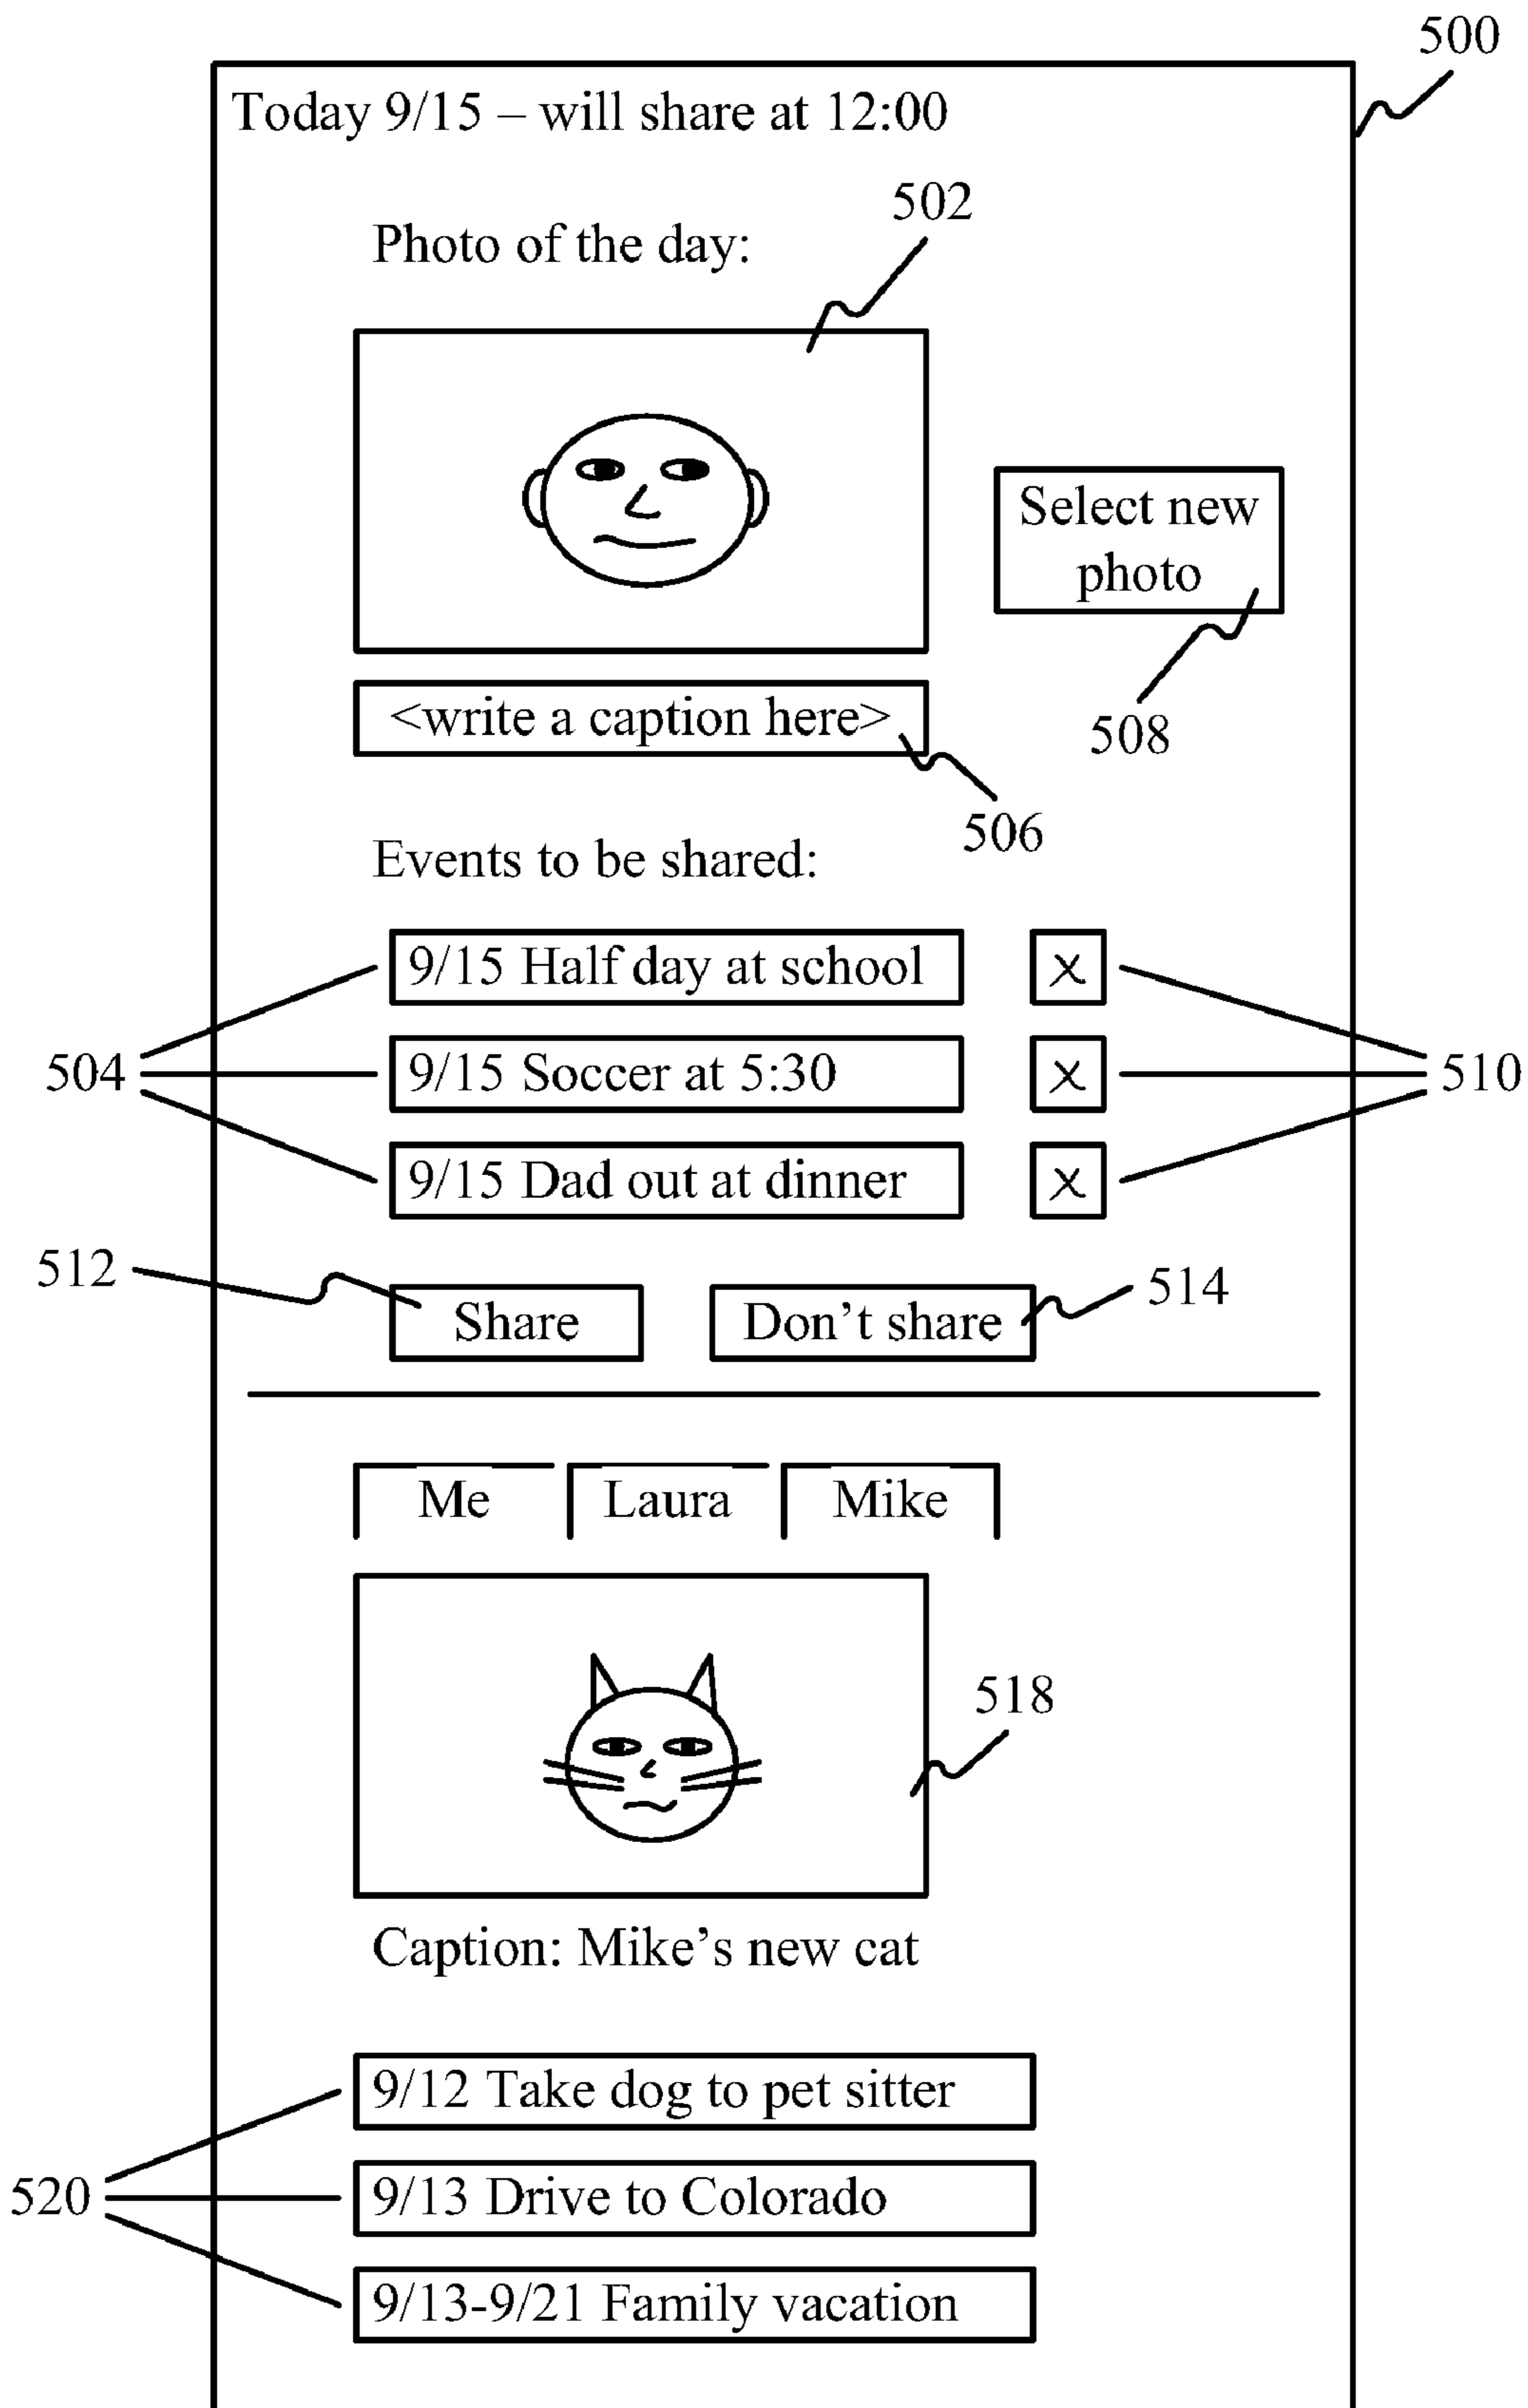 500
Today 9/15 – will share at 12:00
502
Photo of the day:
Select new
photo
508
<write a caption here>
506
Events to be shared:
9/15 Half day at school x
504 9/15 Soccer at 5:30 x 510
9/15 Dad out at dinner x
512 Share Don’t share 514
Me Laura Mike
518
Caption: Mike’s new cat
9/12 Take dog to pet sitter
520 9/13 Drive to Colorado
9/13-9/21 Family vacation